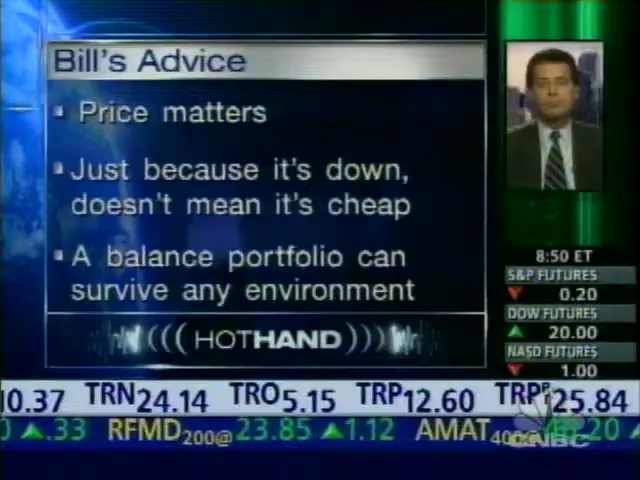 Bill's Advice
Price matters
Just because it's down,
doesn't mean it's cheap
A balance portfolio can
survive any environment
((( HOTHAND )))
8:50 ET
S&P FUTURES
▼ 0.20
DOW FUTURES
▲ 20.00
NASD FUTURES
▼ 1.00
10.37 TRN24.14 TRO5.15 TRP12.60 TRP 25.84
▲.33 RFMD200@23.85▲1.12 AMAT
CNBC